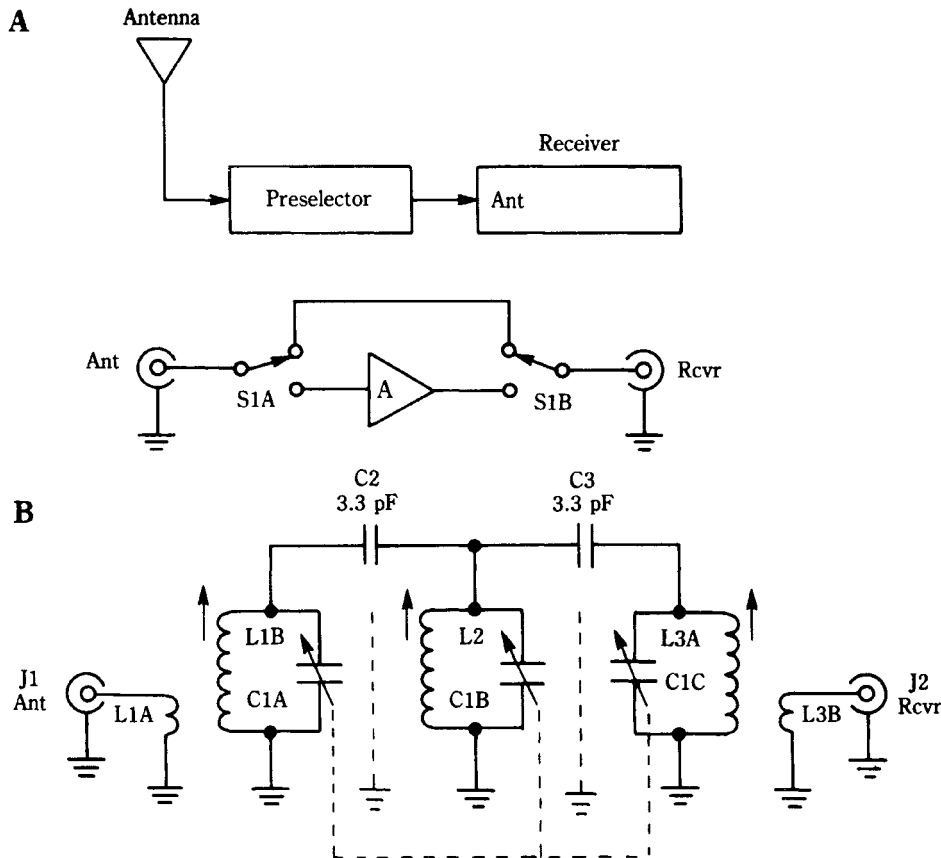 A
Antenna
Receiver
Preselector
Ant
Ant
S1A
A
S1B
Rcvr
B
C2
3.3 pF
C3
3.3 pF
L1B
L2
L3A
J1
Ant
L1A
C1A
C1B
C1C
L3B
J2
Rcvr